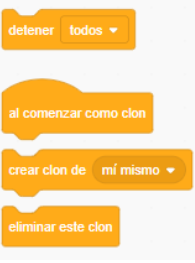 detener todos
al comenzar como clon
crear clon de mí mismo
eliminar este clon